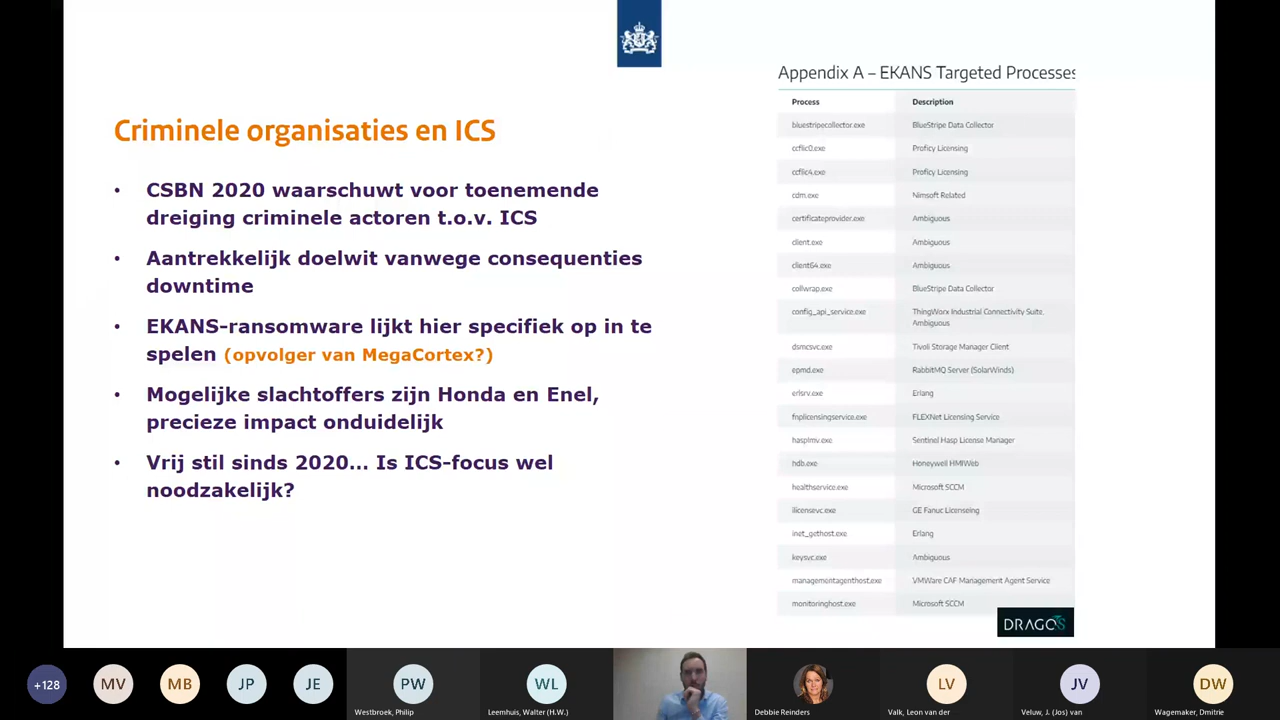 Criminele organisaties en ICS
• CSBN 2020 waarschuwt voor toenemende
dreiging criminele actoren t.o.v. ICS
• Aantrekkelijk doelwit vanwege consequenties
downtime
• EKANS-ransomware lijkt hier specifiek op in te
spelen (opvolger van MegaCortex?)
• Mogelijke slachtoffers zijn Honda en Enel,
precieze impact onduidelijk
• Vrij stil sinds 2020... Is ICS-focus wel
noodzakelijk?
Appendix A – EKANS Targeted Processes
Process Description
bluestripecollector.exe BlueStripe Data Collector
ccflic0.exe Proficy Licensing
ccflic4.exe Proficy Licensing
cdm.exe Nimsoft Related
certificateprovider.exe Ambiguous
client.exe Ambiguous
client64.exe Ambiguous
collwrap.exe BlueStripe Data Collector
config_api_service.exe ThingWorx Industrial Connectivity Suite.
Ambiguous
dsmcsvc.exe Tivoli Storage Manager Client
epmd.exe RabbitMQ Server (SolarWinds)
erlsrv.exe Erlang
fnplicensingservice.exe FLEXNet Licensing Service
hasplmv.exe Sentinel Hasp License Manager
hdb.exe Honeywell HMIWeb
healthservice.exe Microsoft SCCM
ilicensevc.exe GE Fanuc Licenseing
inet_gethost.exe Erlang
keysvc.exe Ambiguous
managementagenthost.exe VMWare CAF Management Agent Service
monitoringhost.exe Microsoft SCCM
DRAGOS
+128 MV MB JP JE PW WL LV JV DW
Westbroek, Philip
Leemhuis, Walter (H.W.)
Debbie Reinders
Valk, Leon van der
Veluw, J. (Jos) van
Wagemaker, Dmitrie